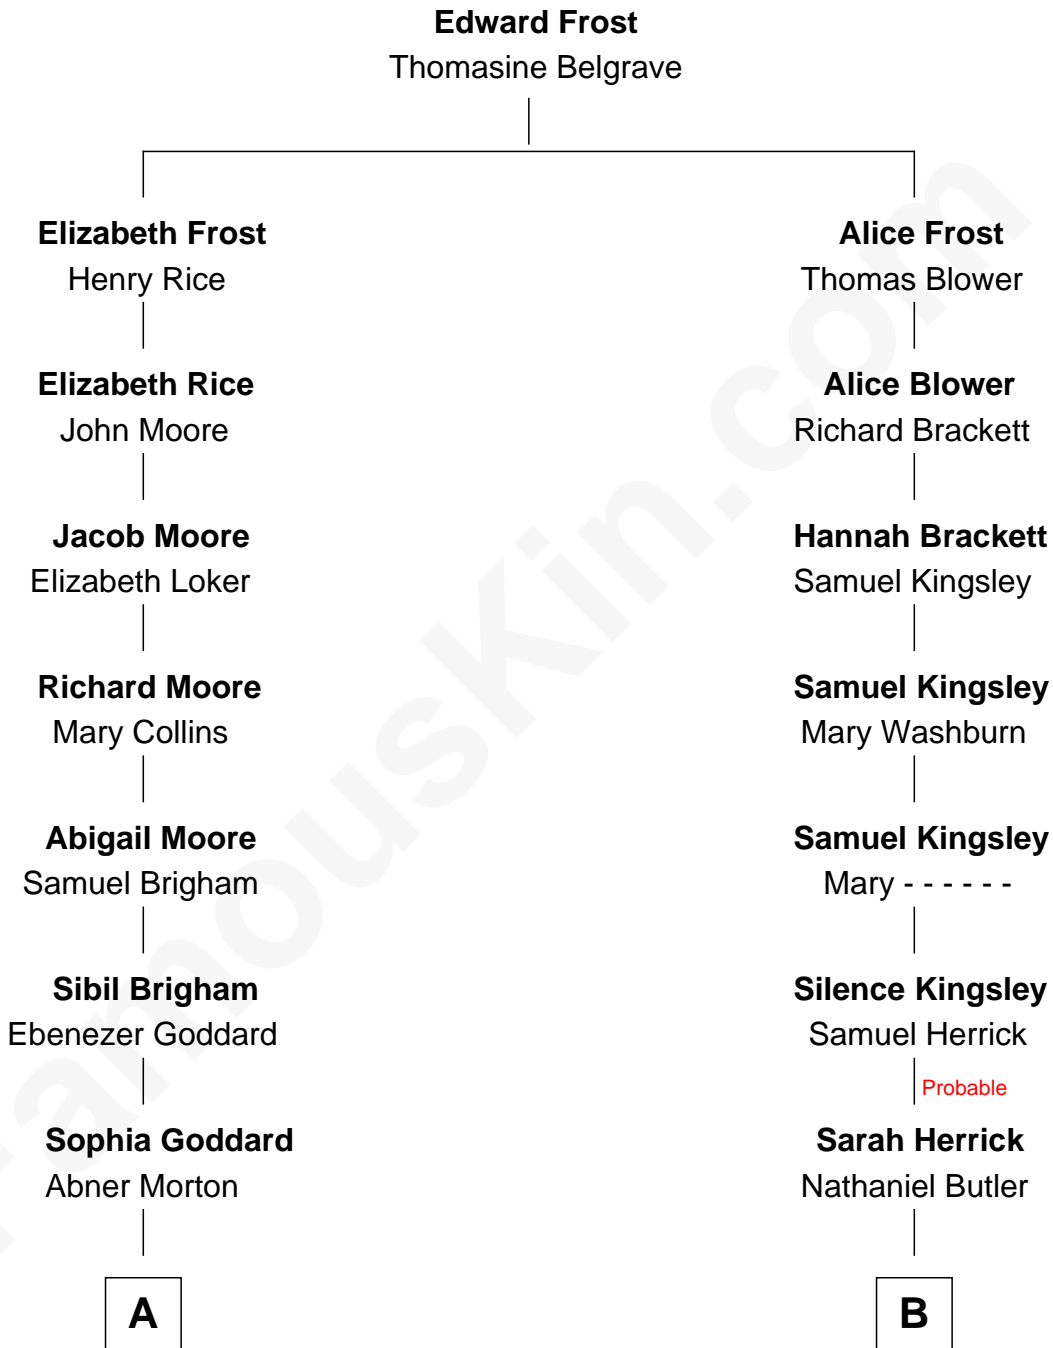 Edward Frost
Thomasine Belgrave
Elizabeth Frost
Henry Rice
Alice Frost
Thomas Blower
Elizabeth Rice
John Moore
Alice Blower
Richard Brackett
Jacob Moore
Elizabeth Loker
Hannah Brackett
Samuel Kingsley
Richard Moore
Mary Collins
Samuel Kingsley
Mary Washburn
Abigail Moore
Samuel Brigham
Samuel Kingsley
Mary - - - - - -
Sibil Brigham
Ebenezer Goddard
Silence Kingsley
Samuel Herrick
Probable
Sophia Goddard
Abner Morton
Sarah Herrick
Nathaniel Butler
A
B
FamousKin.com